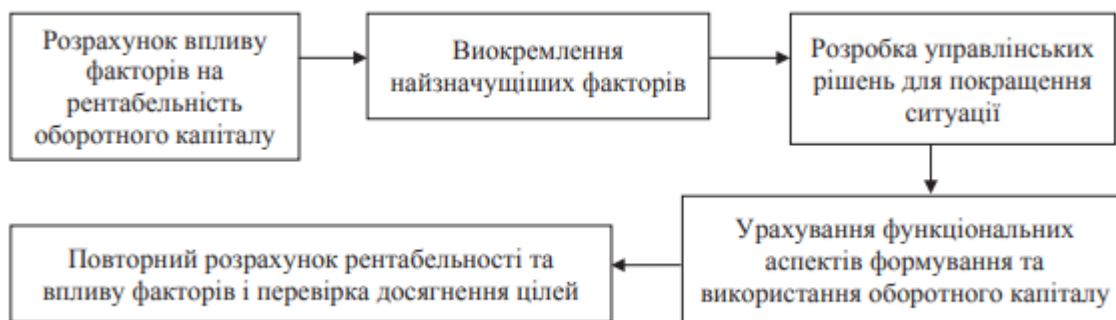 Розрахунок впливу
факторів на
рентабельність
оборотного капіталу
Виокремлення
найзначущіших факторів
Розробка управлінських
рішень для покращення
ситуації
Урахування функціональних
аспектів формування та
використання оборотного капіталу
Повторний розрахунок рентабельності та
впливу факторів і перевірка досягнення цілей